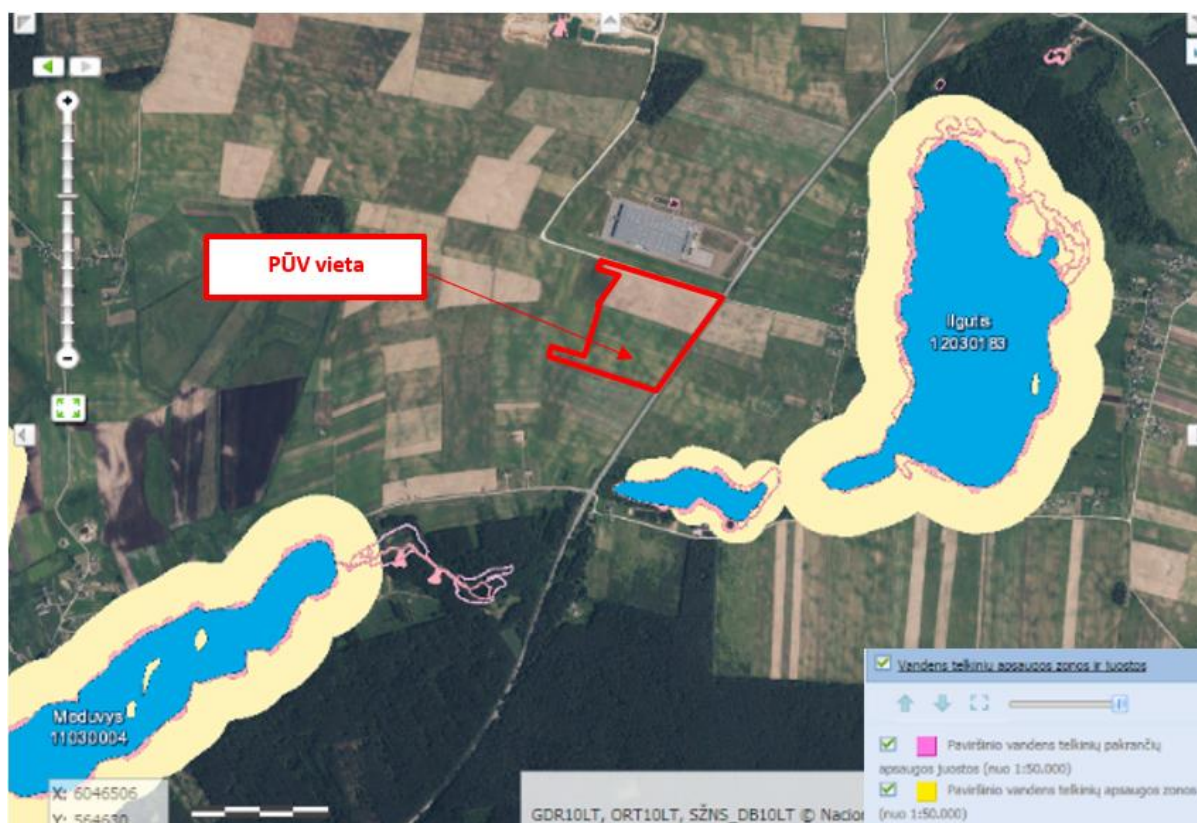 PŪV vieta
Ilgutis
12030183
Meduvys
11030004
X: 6046506
Y: 564630
GDR10LT, ORT10LT, SŽNS_DB10LT © Nacion
Vandens telkinių apsaugos zonos ir juostos
Paviršinio vandens telkinių pakrančių
apsaugos juostos (nuo 1:50.000)
Paviršinio vandens telkinių apsaugos zonos
(nuo 1:50.000)